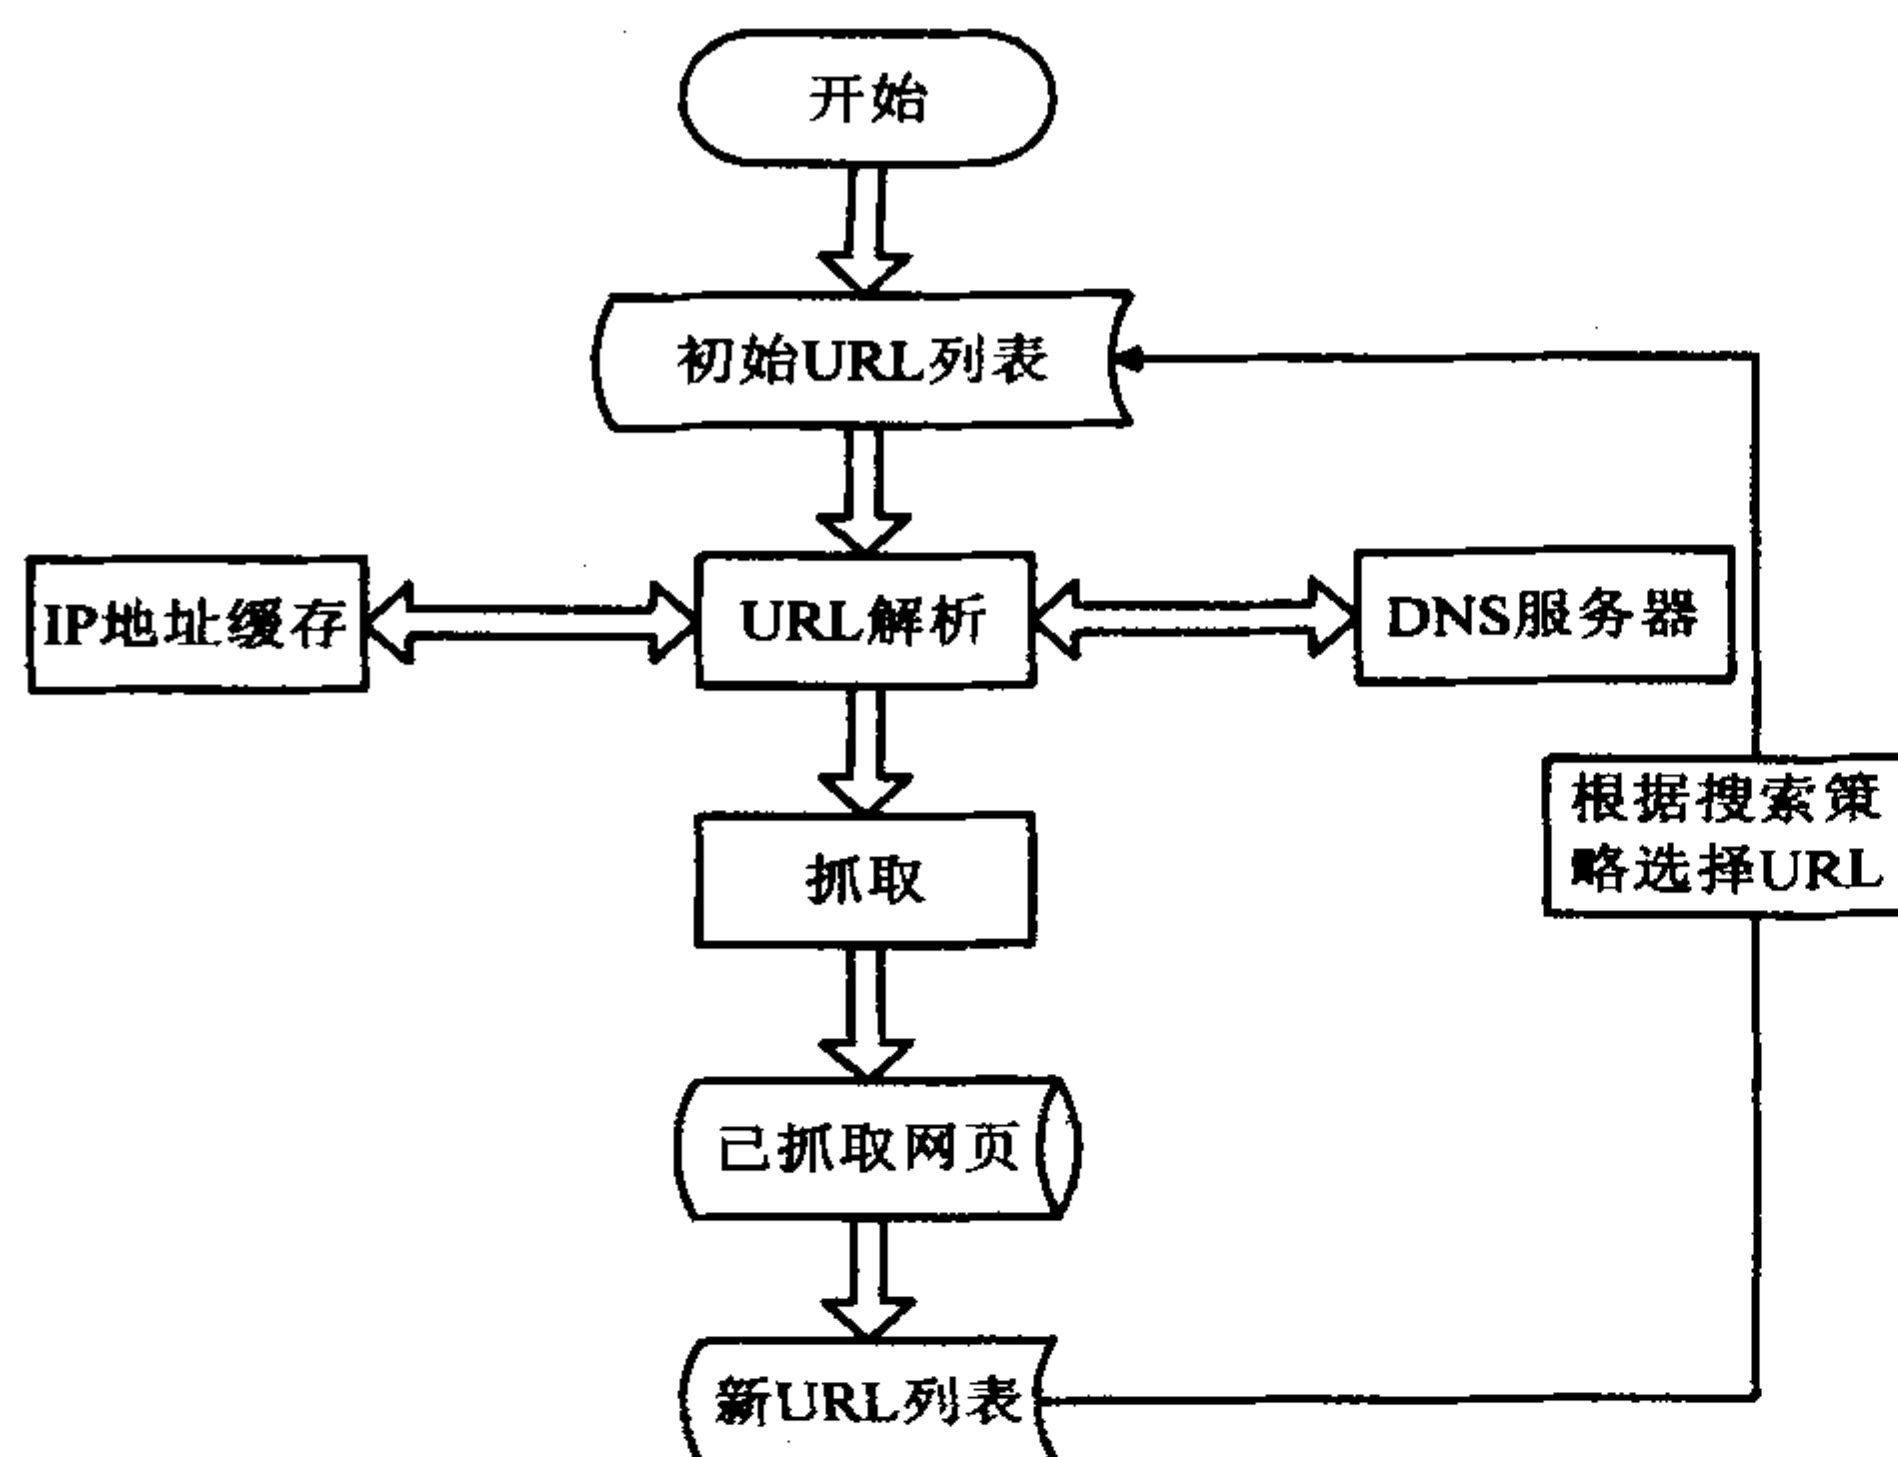 开始
初始URL列表
IP地址缓存
URL解析
DNS服务器
根据搜索策
略选择URL
抓取
已抓取网页
新URL列表